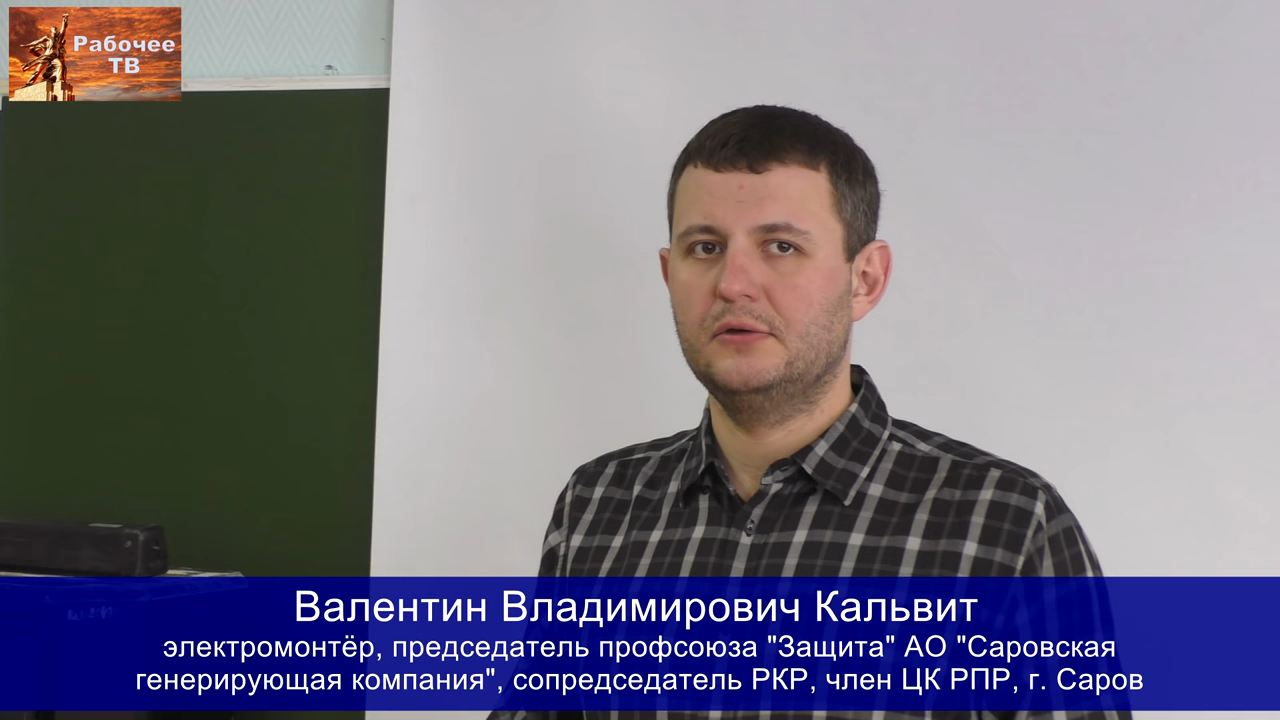 Рабочее
ТВ
Валентин Владимирович Кальвит
электромонтёр, председатель профсоюза "Защита" АО "Саровская
генерирующая компания", сопредседатель РКР, член ЦК РПР, г. Саров